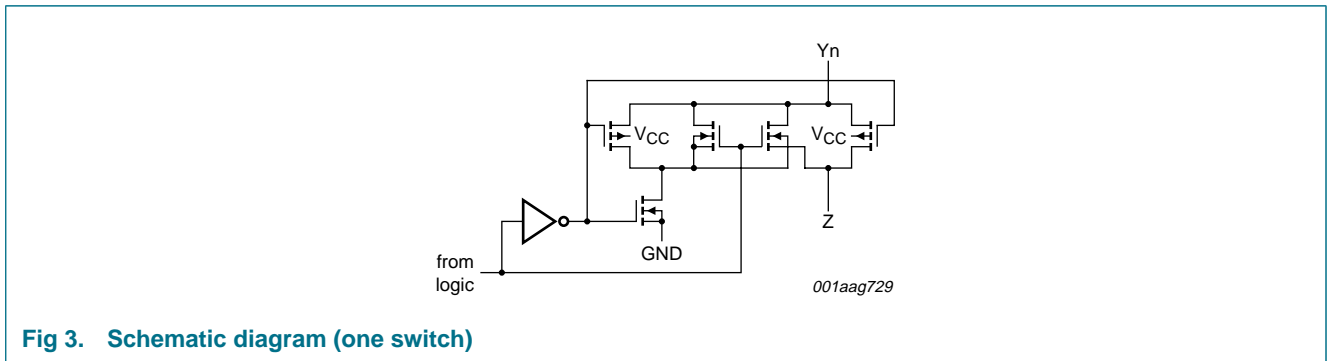 Yn
VCC
VCC
Z
GND
from
logic
001aag729
Fig 3. Schematic diagram (one switch)